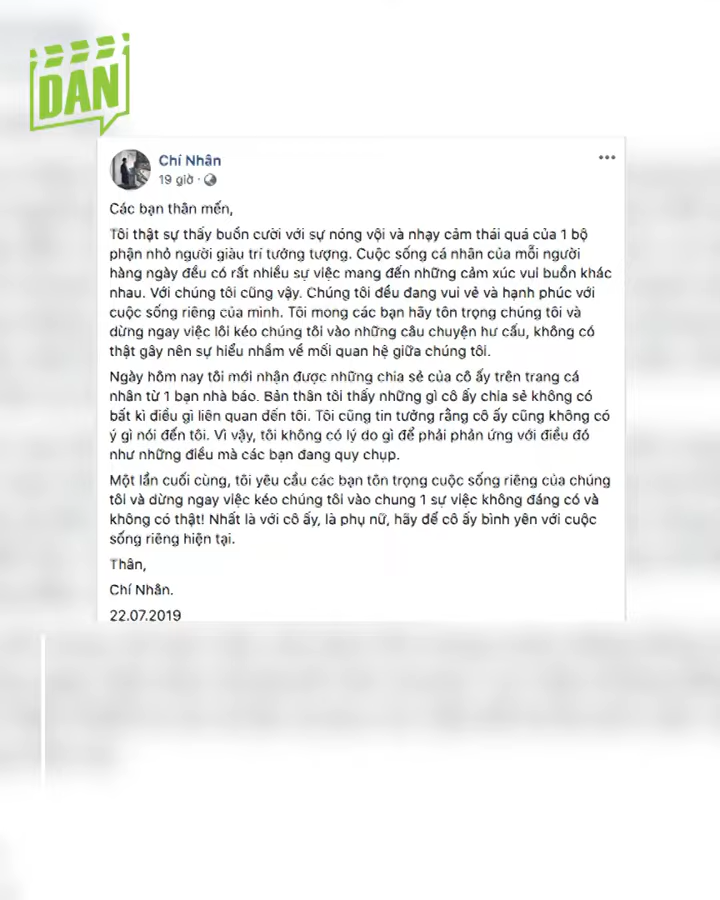 DAN
Chí Nhân
19 giờ ·
Các bạn thân mến,
Tôi thật sự thấy buồn cười với sự nóng vội và nhạy cảm thái quá của 1 bộ
phận nhỏ người giàu trí tưởng tượng. Cuộc sống cá nhân của mỗi người
hàng ngày đều có rất nhiều sự việc mang đến những cảm xúc vui buồn khác
nhau. Với chúng tôi cũng vậy. Chúng tôi đều đang vui vẻ và hạnh phúc với
cuộc sống riêng của mình. Tôi mong các bạn hãy tôn trọng chúng tôi và
dừng ngay việc lôi kéo chúng tôi vào những câu chuyện hư cấu, không có
thật gây nên sự hiểu nhầm về mối quan hệ giữa chúng tôi.
Ngày hôm nay tôi mới nhận được những chia sẻ của cô ấy trên trang cá
nhân từ 1 bạn nhà báo. Bản thân tôi thấy những gì cô ấy chia sẻ không có
bất kì điều gì liên quan đến tôi. Tôi cũng tin tưởng rằng cô ấy cũng không có
ý gì nói đến tôi. Vì vậy, tôi không có lý do gì để phải phản ứng với điều đó
như những điều mà các bạn đang quy chụp.
Một lần cuối cùng, tôi yêu cầu các bạn tôn trọng cuộc sống riêng của chúng
tôi và dừng ngay việc kéo chúng tôi vào chung 1 sự việc không đáng có và
không có thật! Nhất là với cô ấy, là phụ nữ, hãy để cô ấy bình yên với cuộc
sống riêng hiện tại.
Thân,
Chí Nhân.
22.07.2019